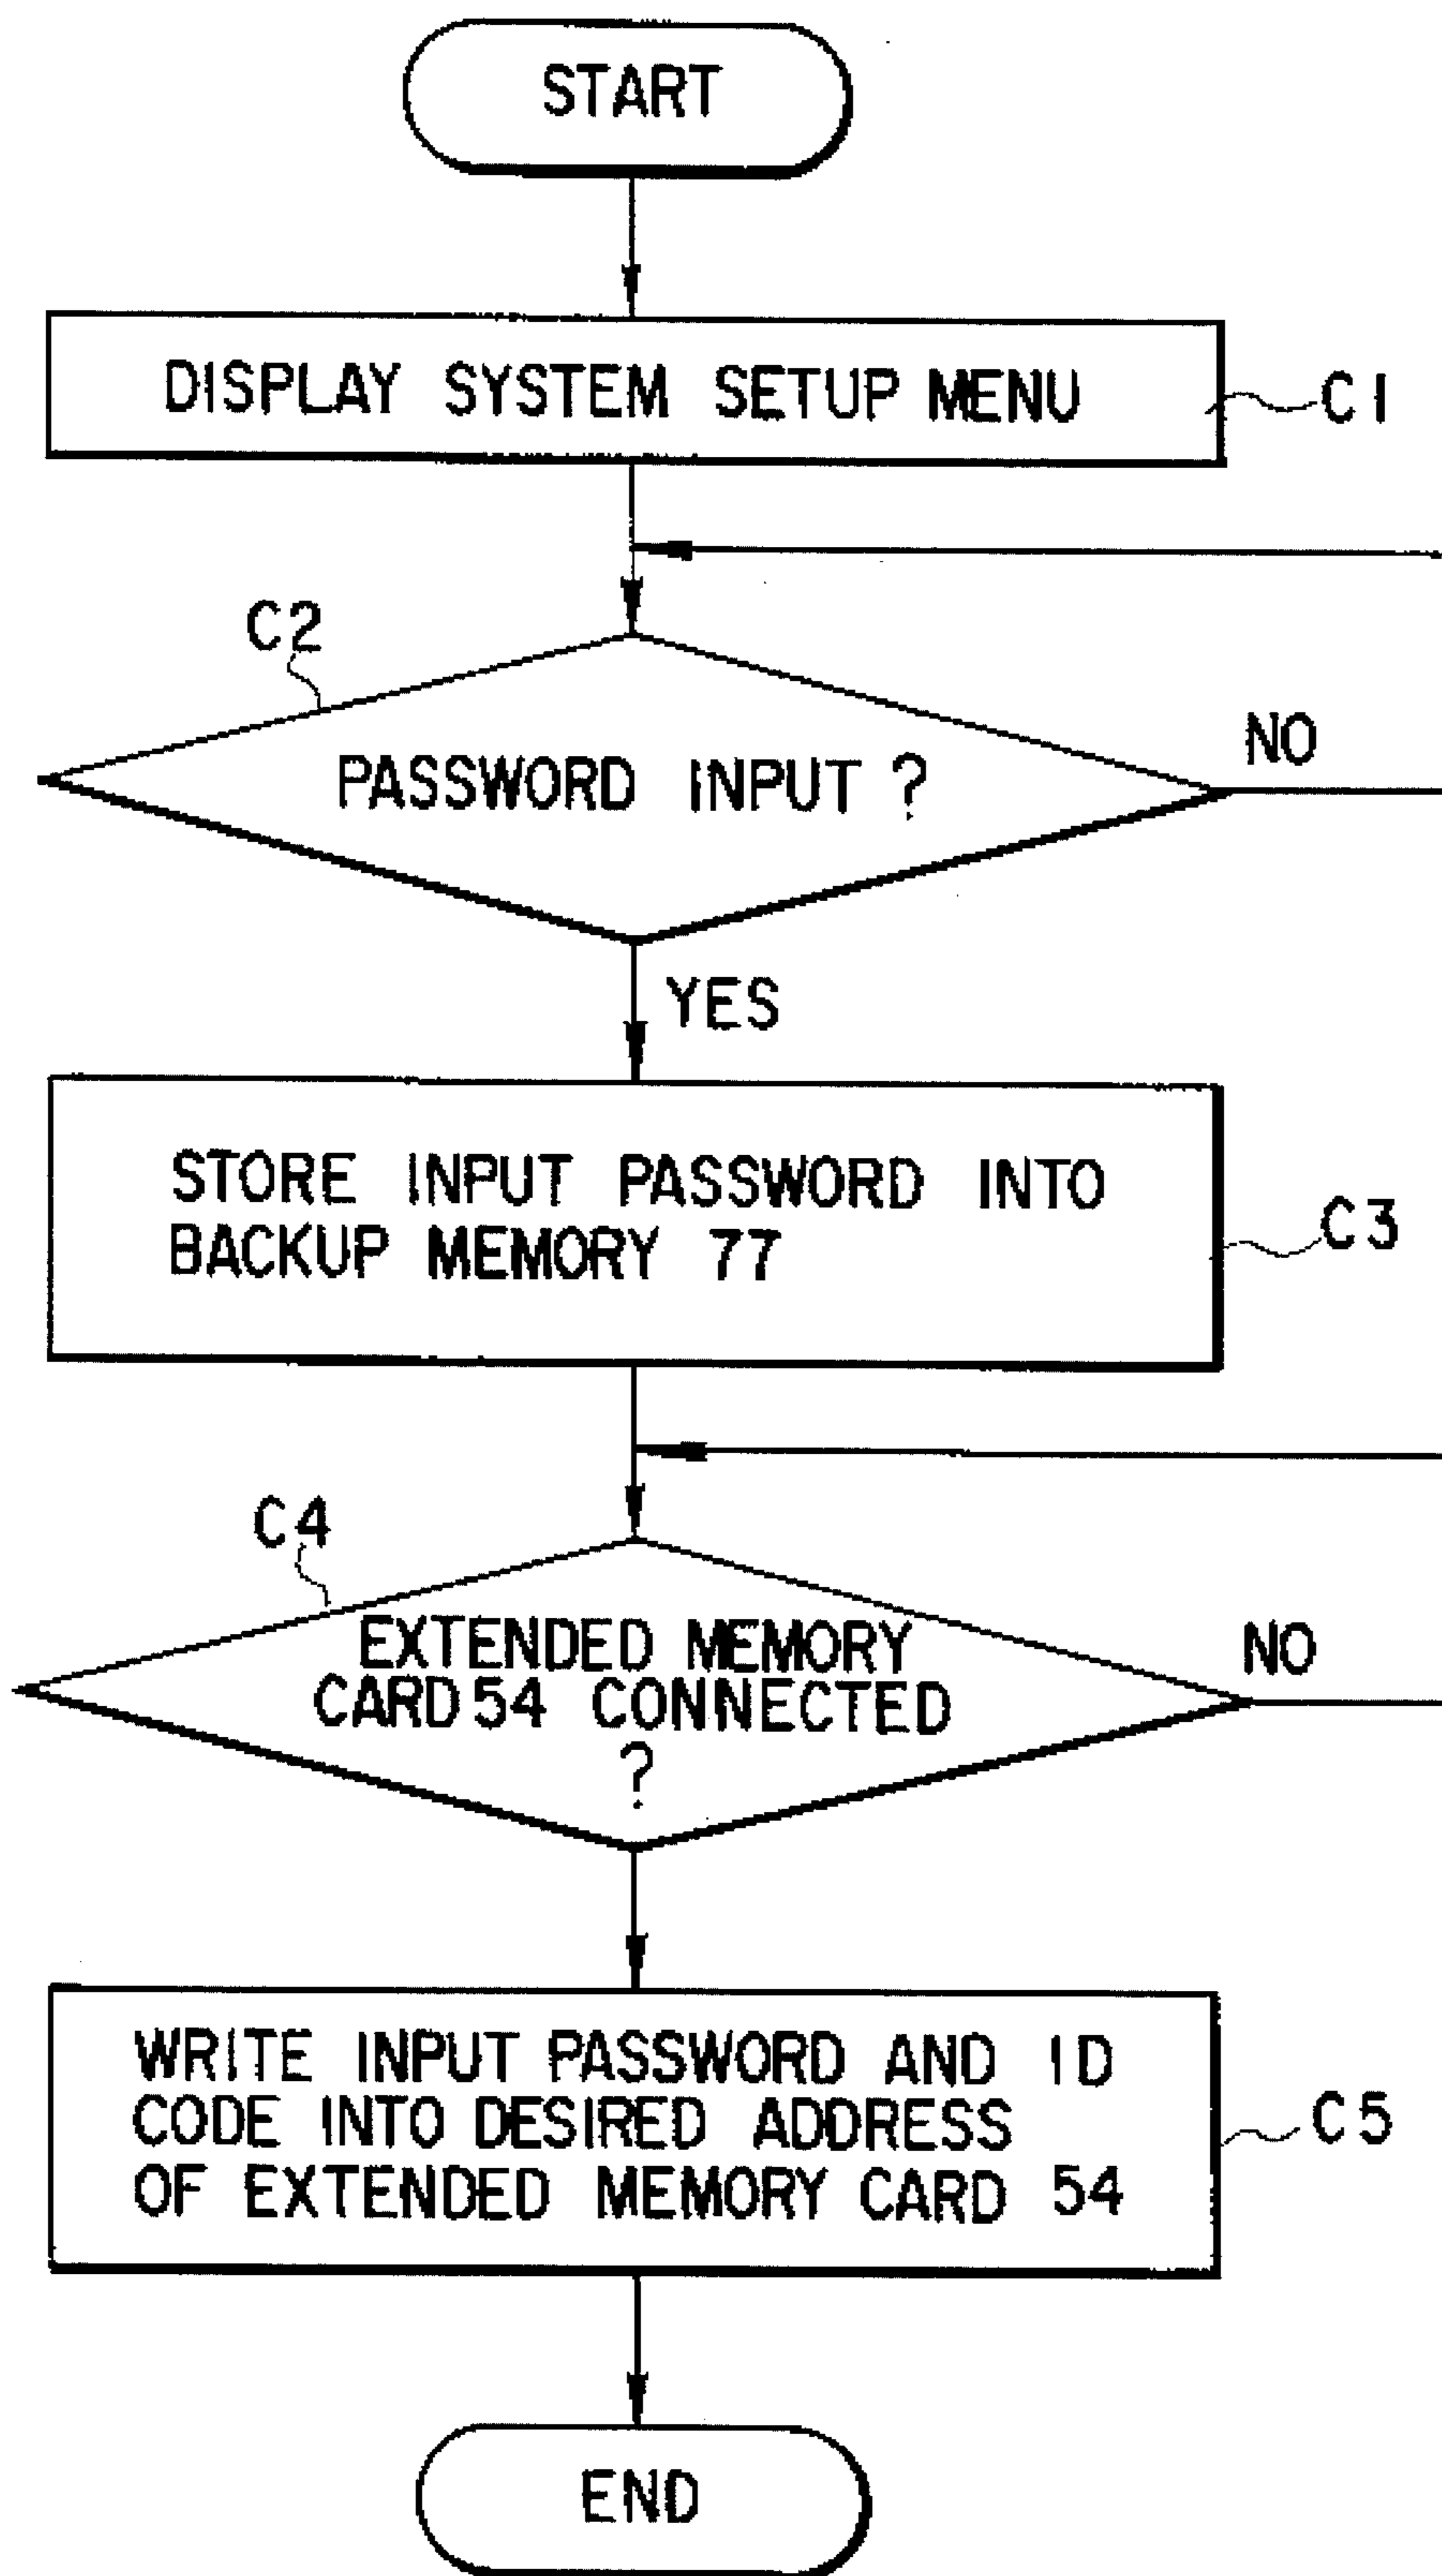 START
DISPLAY SYSTEM SETUP MENU
C1
C2
PASSWORD INPUT ?
NO
YES
STORE INPUT PASSWORD INTO
BACKUP MEMORY 77
C3
C4
EXTENDED MEMORY
CARD 54 CONNECTED
?
NO
WRITE INPUT PASSWORD AND ID
CODE INTO DESIRED ADDRESS
OF EXTENDED MEMORY CARD 54
C5
END